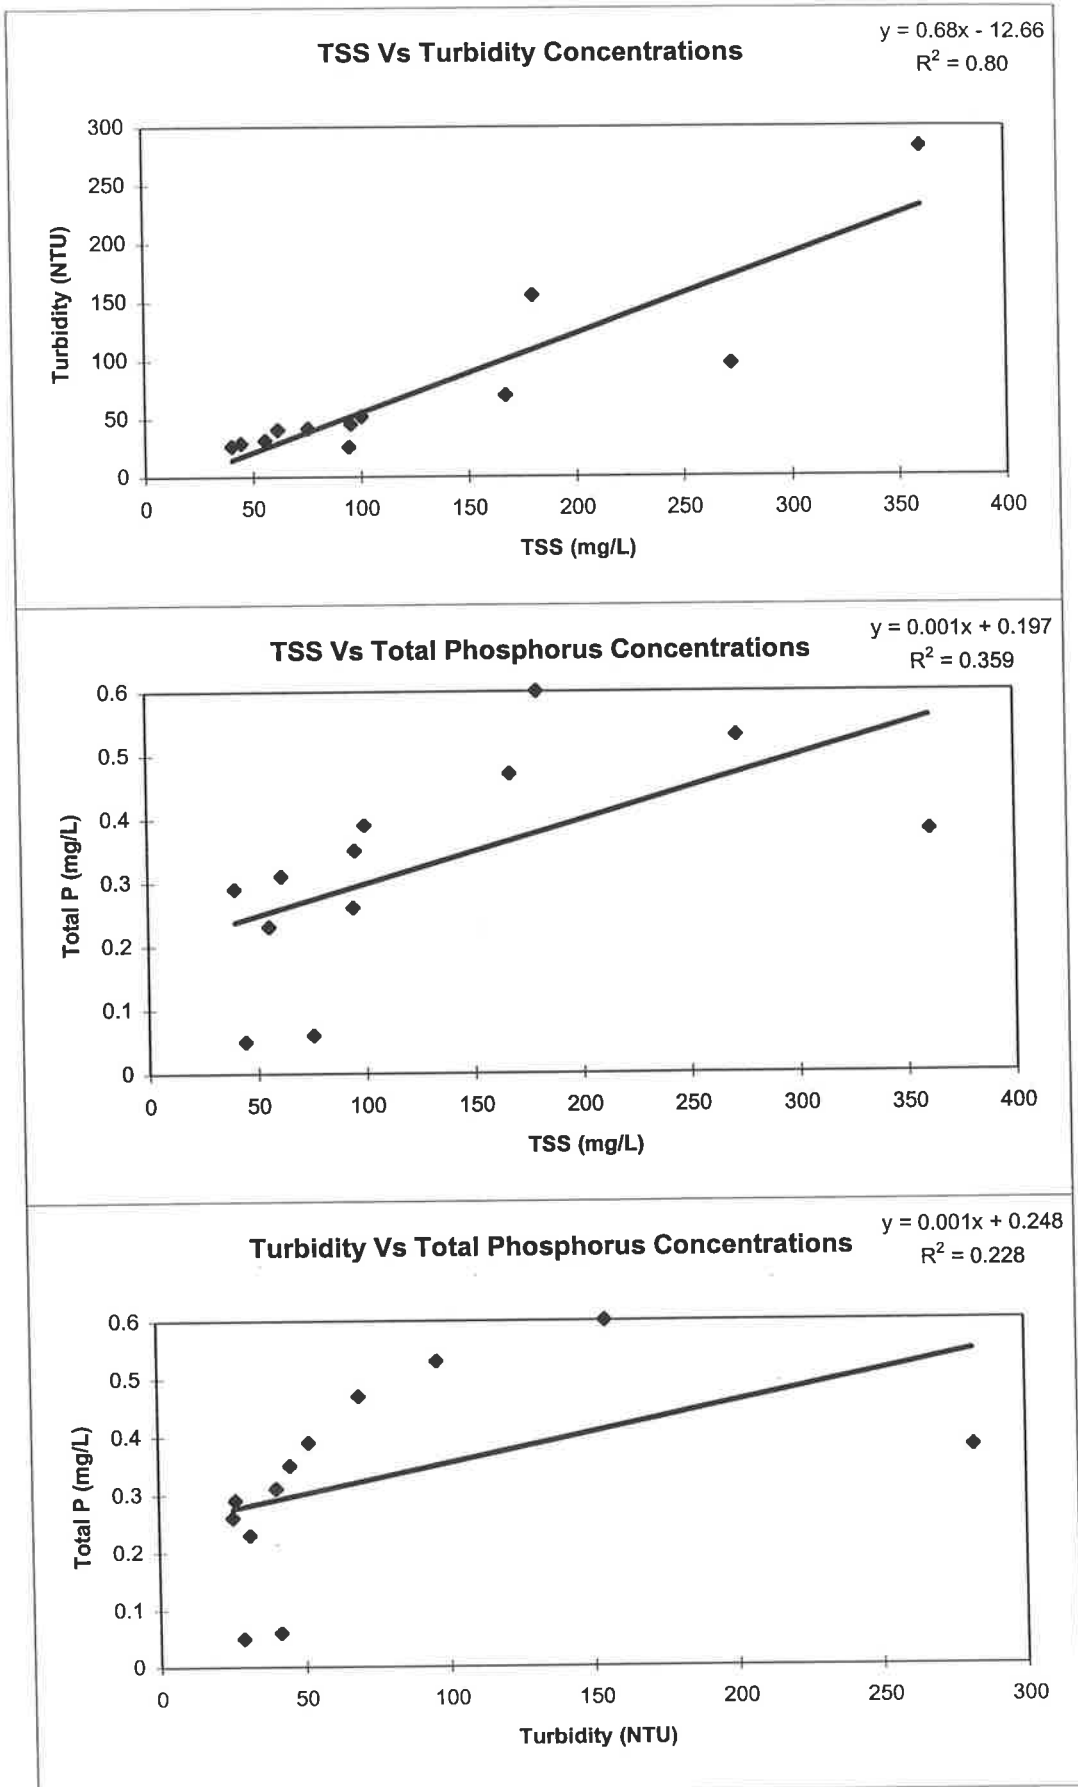 TSS Vs Turbidity Concentrations
y = 0.68x - 12.66
R² = 0.80
300
250
200
150
100
50
0
Turbidity (NTU)
0 50 100 150 200 250 300 350 400
TSS (mg/L)
TSS Vs Total Phosphorus Concentrations
y = 0.001x + 0.197
R² = 0.359
0.6
0.5
0.4
0.3
0.2
0.1
0
Total P (mg/L)
0 50 100 150 200 250 300 350 400
TSS (mg/L)
Turbidity Vs Total Phosphorus Concentrations
y = 0.001x + 0.248
R² = 0.228
0.6
0.5
0.4
0.3
0.2
0.1
0
Total P (mg/L)
0 50 100 150 200 250 300
Turbidity (NTU)